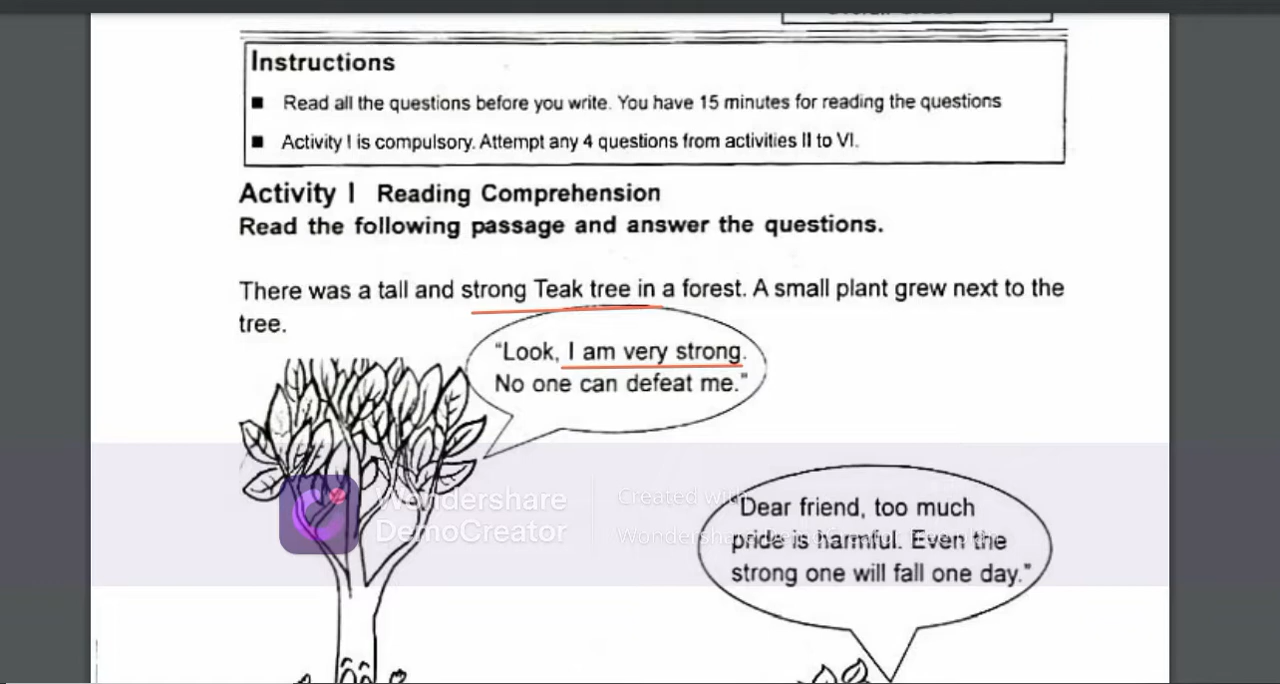 Instructions
■ Read all the questions before you write. You have 15 minutes for reading the questions
■ Activity I is compulsory. Attempt any 4 questions from activities II to VI.
Activity I Reading Comprehension
Read the following passage and answer the questions.
There was a tall and strong Teak tree in a forest. A small plant grew next to the
tree.
"Look, I am very strong.
No one can defeat me."
Wondershare
DemoCreator
Created with
Wondershare
"Dear friend, too much
pride is harmful. Even the
strong one will fall one day."